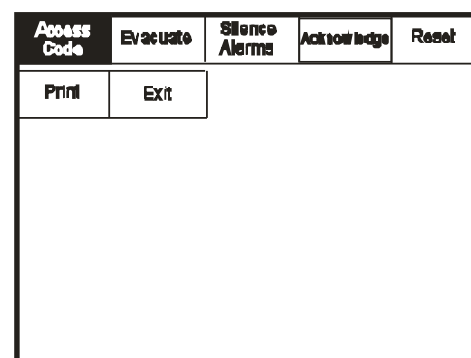 Access
Code
Evacuate
Silence
Alarms
Acknowledge
Reset
Print
Exit